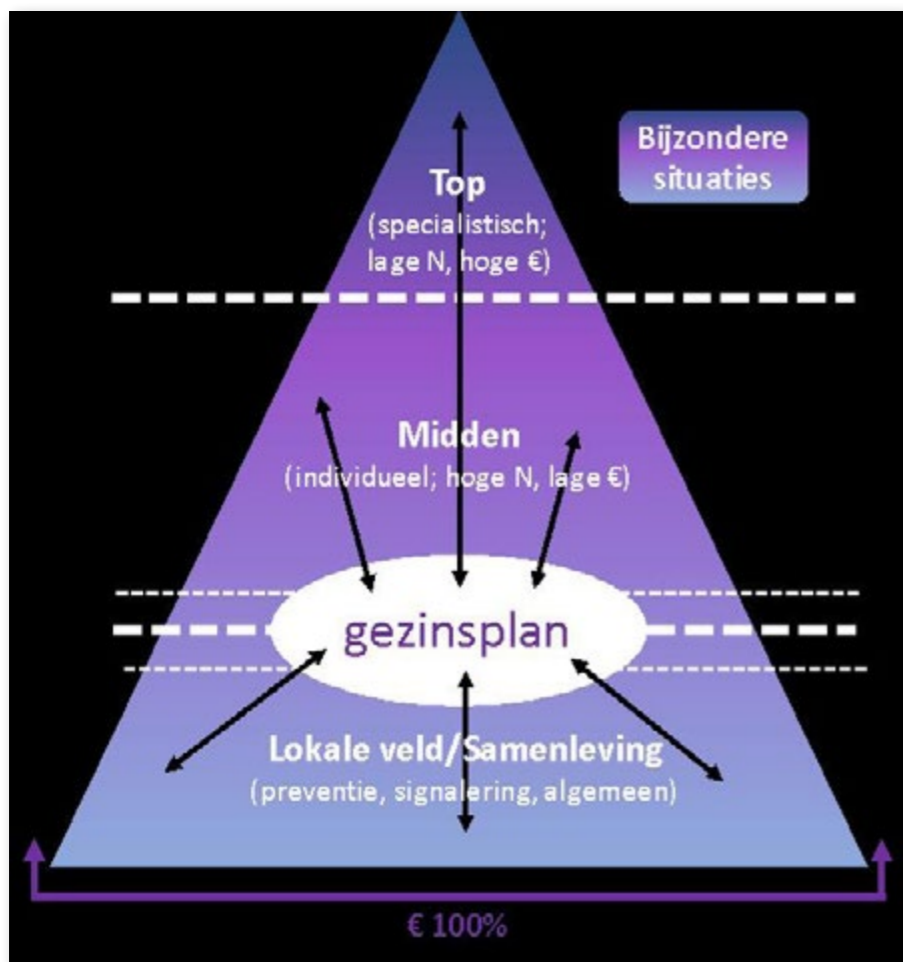 Bijzondere
situaties
Top
(specialistisch;
lage N, hoge €)
Midden
(individueel; hoge N, lage €)
gezinsplan
Lokale veld/Samenleving
(preventie, signalering, algemeen)
€ 100%